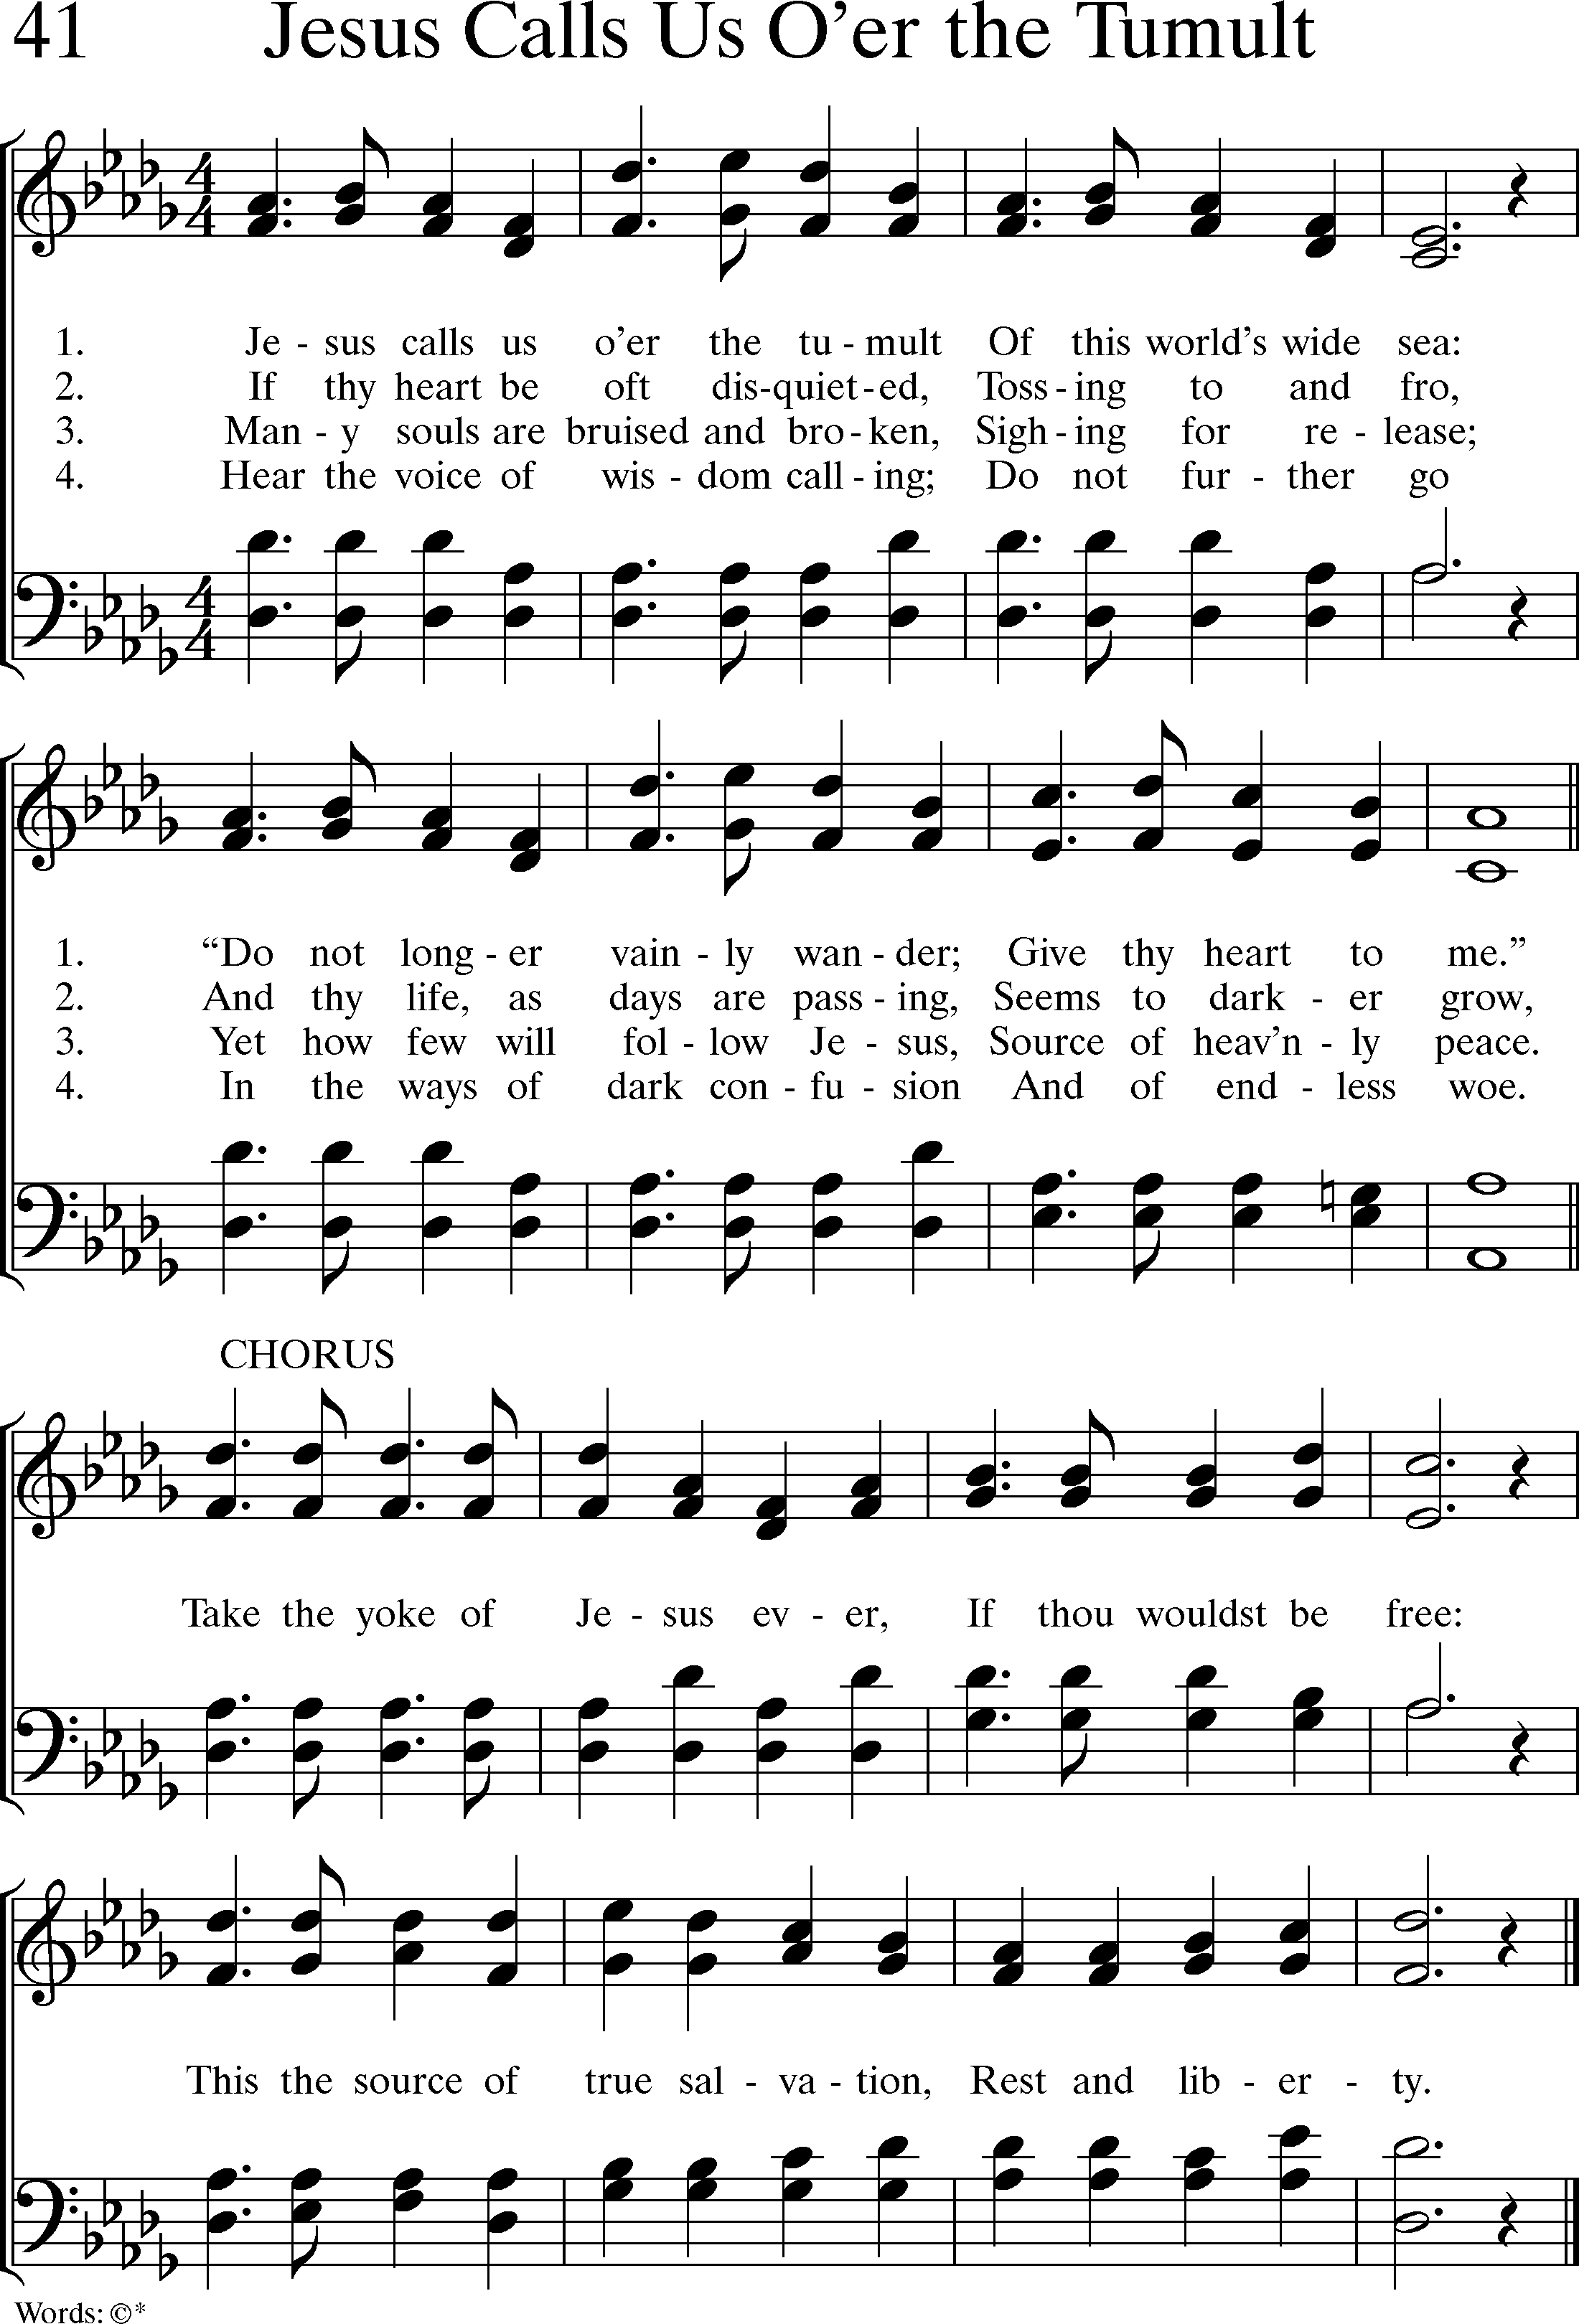 41 Jesus Calls Us O’er the Tumult
1. Je - sus calls us o’er the tu - mult Of this world’s wide sea:
2. If thy heart be oft dis-quiet-ed, Toss - ing to and fro,
3. Man - y souls are bruised and bro - ken, Sigh - ing for re - lease;
4. Hear the voice of wis - dom call - ing; Do not fur - ther go
1. “Do not long - er vain - ly wan - der; Give thy heart to me.”
2. And thy life, as days are pass - ing, Seems to dark - er grow,
3. Yet how few will fol - low Je - sus, Source of heav’n - ly peace.
4. In the ways of dark con - fu - sion And of end - less woe.
CHORUS
Take the yoke of Je - sus ev - er, If thou wouldst be free:
This the source of true sal - va - tion, Rest and lib - er - ty.
Words: ©*